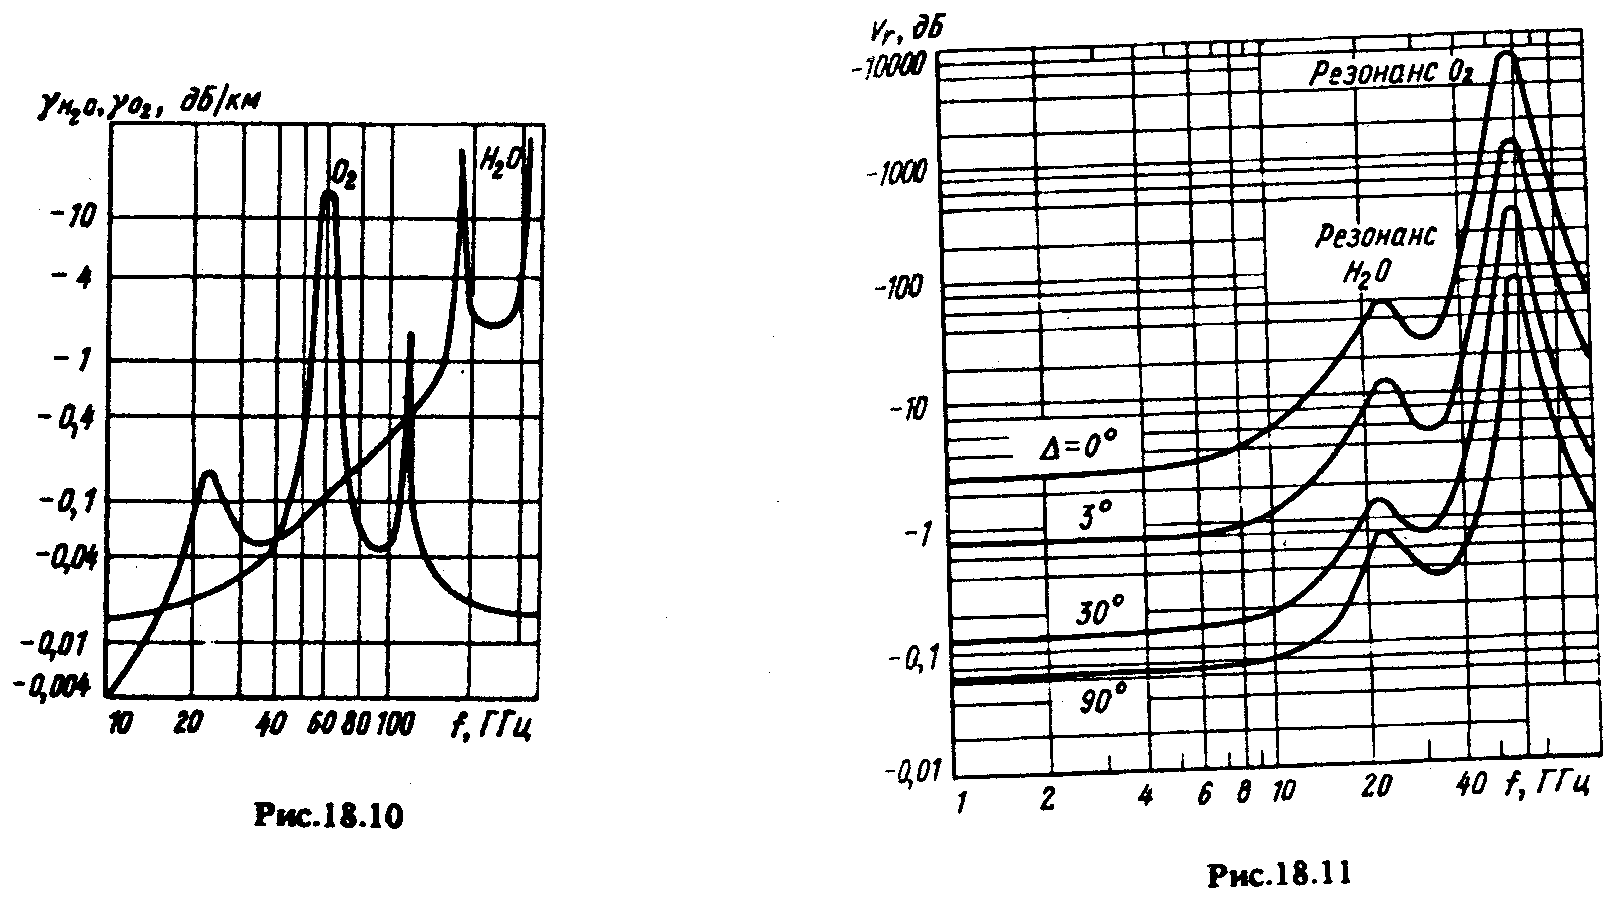 γH₂O, γO₂, дБ/км
O₂
H₂O
-10
-4
-1
-0,4
-0,1
-0,04
-0,01
-0,004
10 20 40 60 80 100 f, ГГц
Рис.18.10
Vг, дБ
-10000
Резонанс O₂
-1000
Резонанс
H₂O
-100
-10
Δ=0°
3°
-1
30°
-0,1
90°
-0,01
1 2 4 6 8 10 20 40 f, ГГц
Рис.18.11